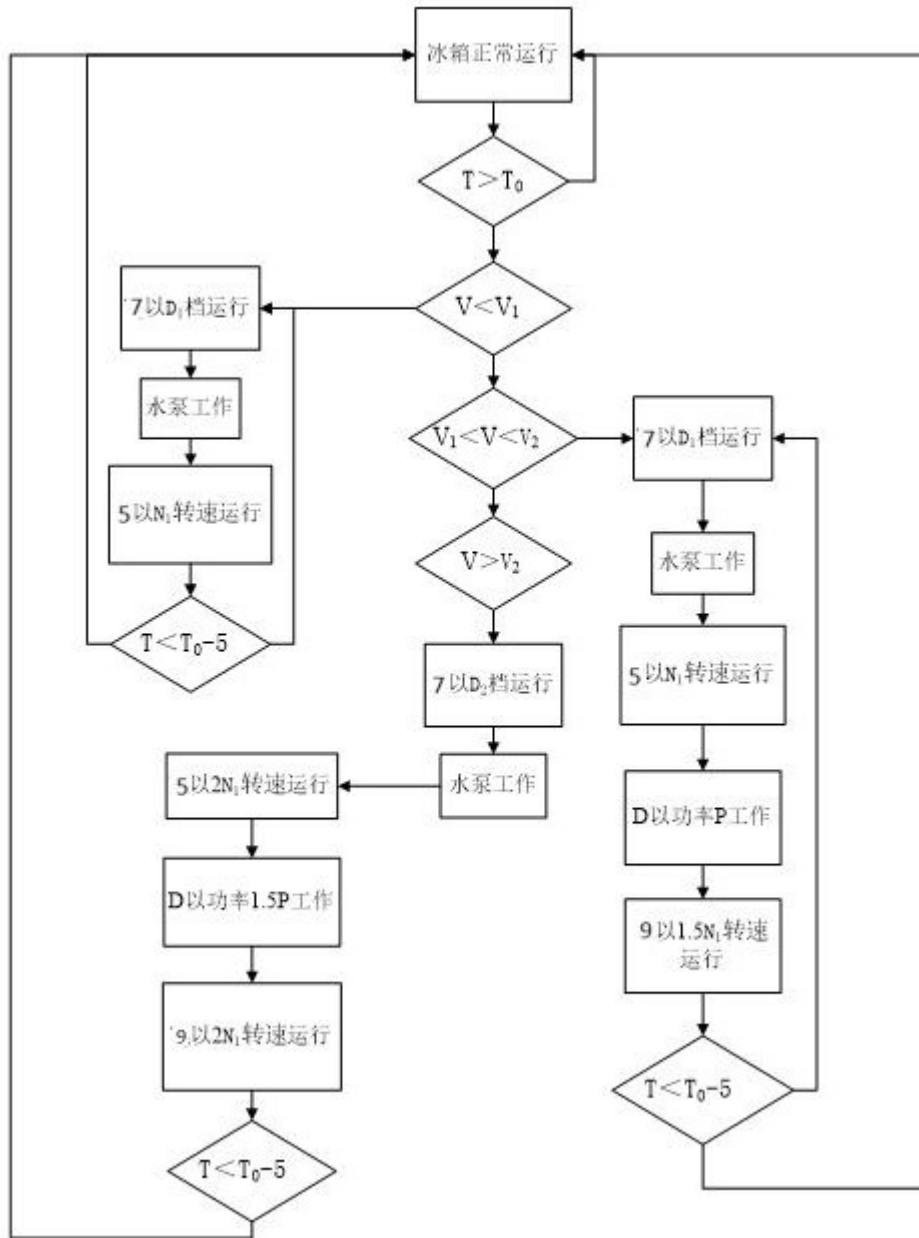 冰箱正常运行
T>T₀
V<V₁
7以D₁档运行
水泵工作
5以N₁转速运行
T<T₀-5
V₁<V<V₂
V>V₂
7以D₂档运行
水泵工作
5以2N₁转速运行
D以功率1.5P工作
9以2N₁转速运行
T<T₀-5
7以D₁档运行
水泵工作
5以N₁转速运行
D以功率P工作
9以1.5N₁转速
运行
T<T₀-5